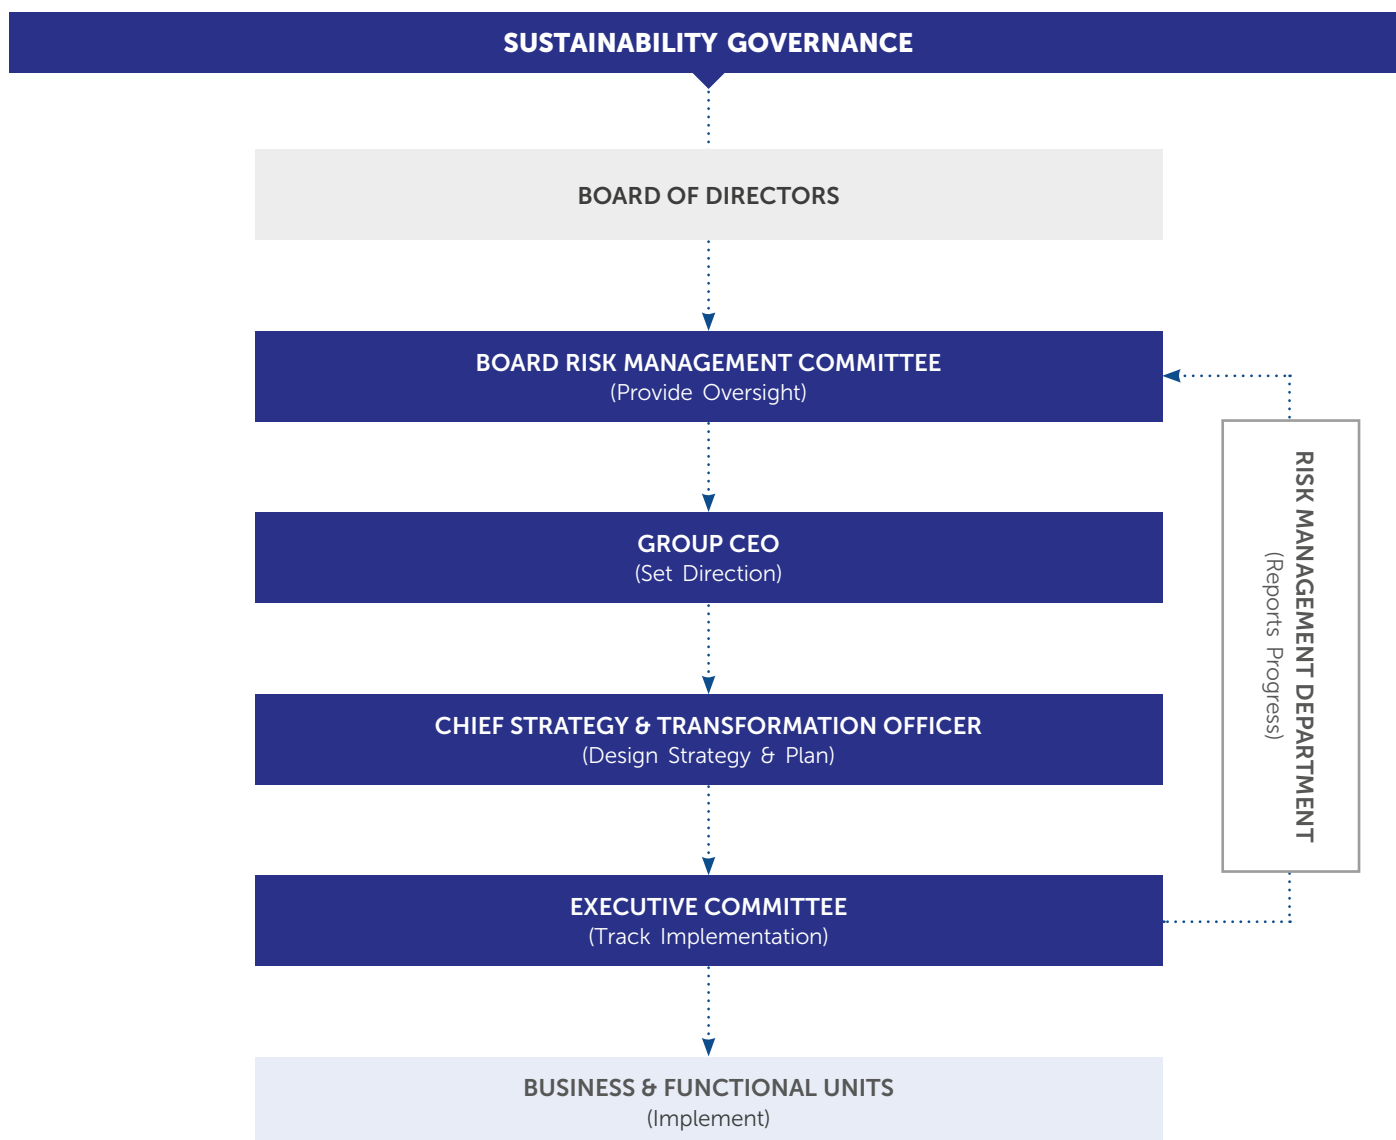 SUSTAINABILITY GOVERNANCE
BOARD OF DIRECTORS
BOARD RISK MANAGEMENT COMMITTEE
(Provide Oversight)
GROUP CEO
(Set Direction)
CHIEF STRATEGY & TRANSFORMATION OFFICER
(Design Strategy & Plan)
EXECUTIVE COMMITTEE
(Track Implementation)
BUSINESS & FUNCTIONAL UNITS
(Implement)
RISK MANAGEMENT DEPARTMENT
(Reports Progress)